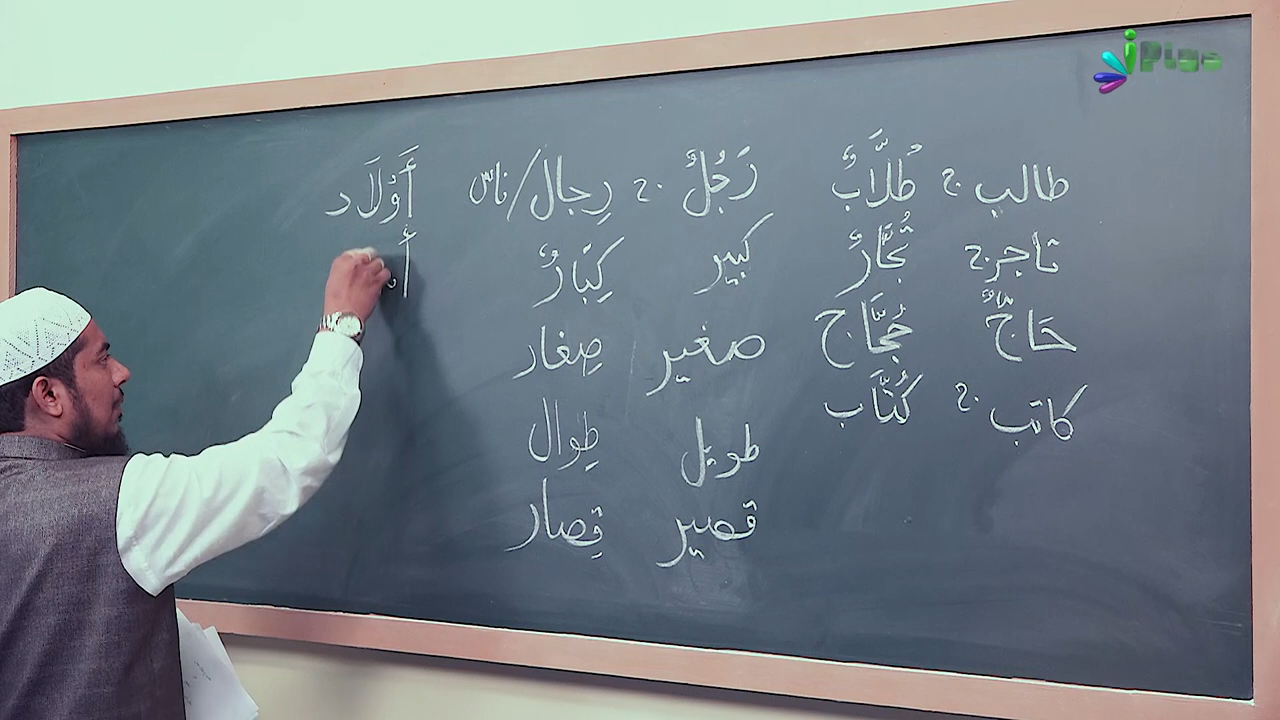 iPlus
طالب ج طُلَّابٌ رَجُلٌ ج رِجال/ناس أَوْلَاد
تاجر ج تُجَّارٌ كبير كِبَّارٌ أ
حَاجٌّ حُجَّاج صغير صِغار
كاتب ج كُتَّاب طويل طِوال
قصير قِصار